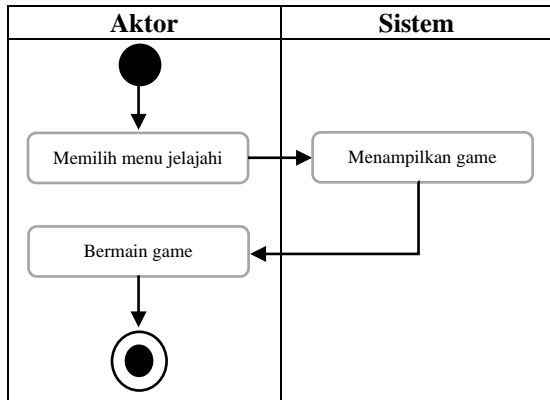 Aktor
Sistem
Memilih menu jelajahi
Menampilkan game
Bermain game